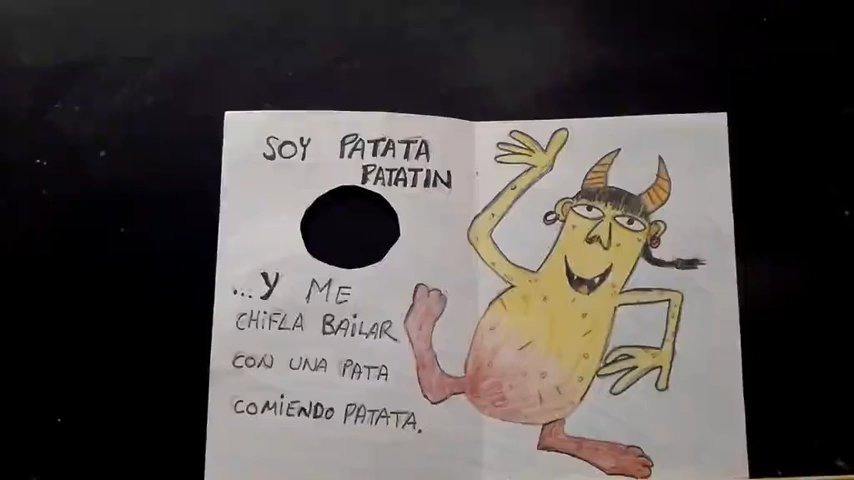 SOY PATATA
PATATIN
...Y ME
CHIFLA BAILAR
CON UNA PATA
COMIENDO PATATA.